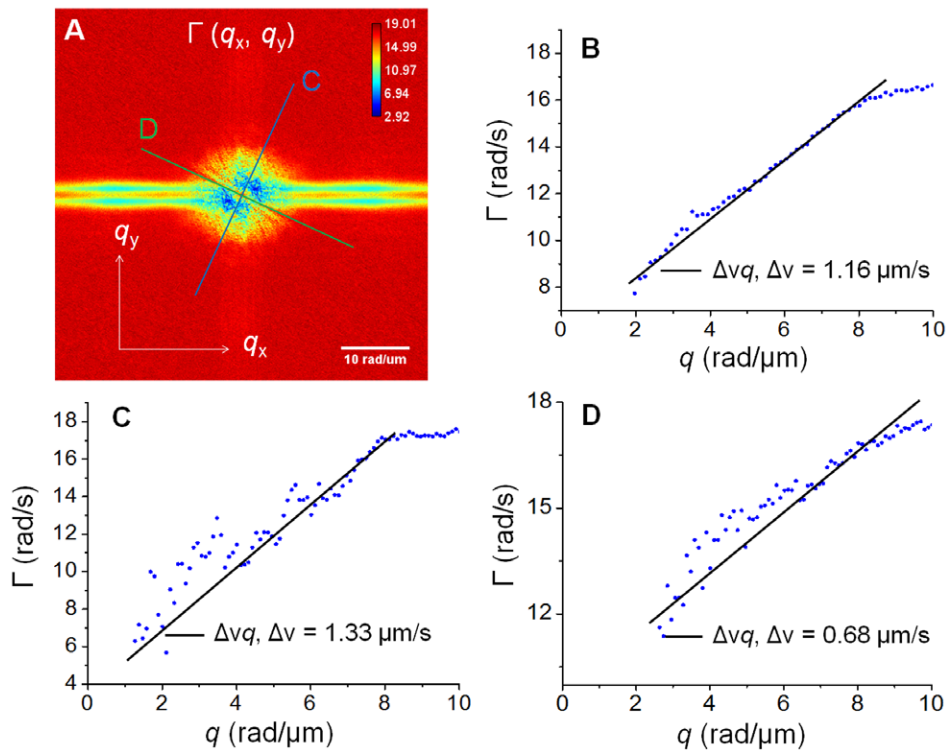 A
Γ (qx, qy)
19.01
14.99
10.97
6.94
2.92
C
D
qy
qx
10 rad/um
B
Γ (rad/s)
16
14
12
10
8
Δvq, Δv = 1.16 µm/s
0 2 4 6 8 10
q (rad/µm)
C
Γ (rad/s)
18
16
14
12
10
8
6
4
Δvq, Δv = 1.33 µm/s
0 2 4 6 8 10
q (rad/µm)
D
Γ (rad/s)
18
15
12
Δvq, Δv = 0.68 µm/s
0 2 4 6 8 10
q (rad/µm)